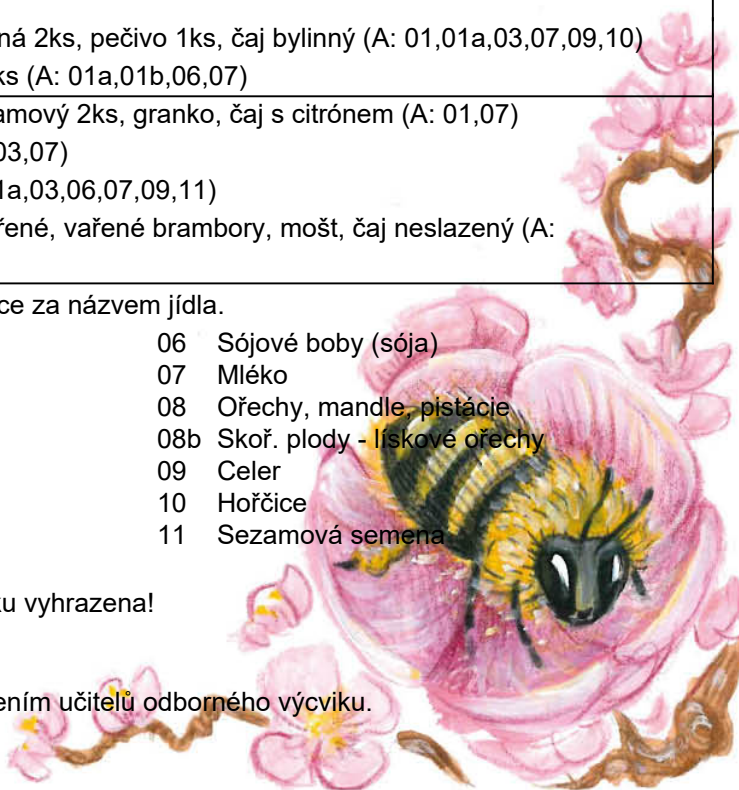 ná 2ks, pečivo 1ks, čaj bylinný (A: 01,01a,03,07,09,10)
ks (A: 01a,01b,06,07)
amový 2ks, granko, čaj s citrónem (A: 01,07)
03,07)
1a,03,06,07,09,11)
řené, vařené brambory, mošt, čaj neslazený (A:
ce za názvem jídla.
06 Sójové boby (sója)
07 Mléko
08 Ořechy, mandle, pistácie
08b Skoř. plody - lískové ořechy
09 Celer
10 Hořčice
11 Sezamová semena
ku vyhrazena!
ením učitelů odborného výcviku.